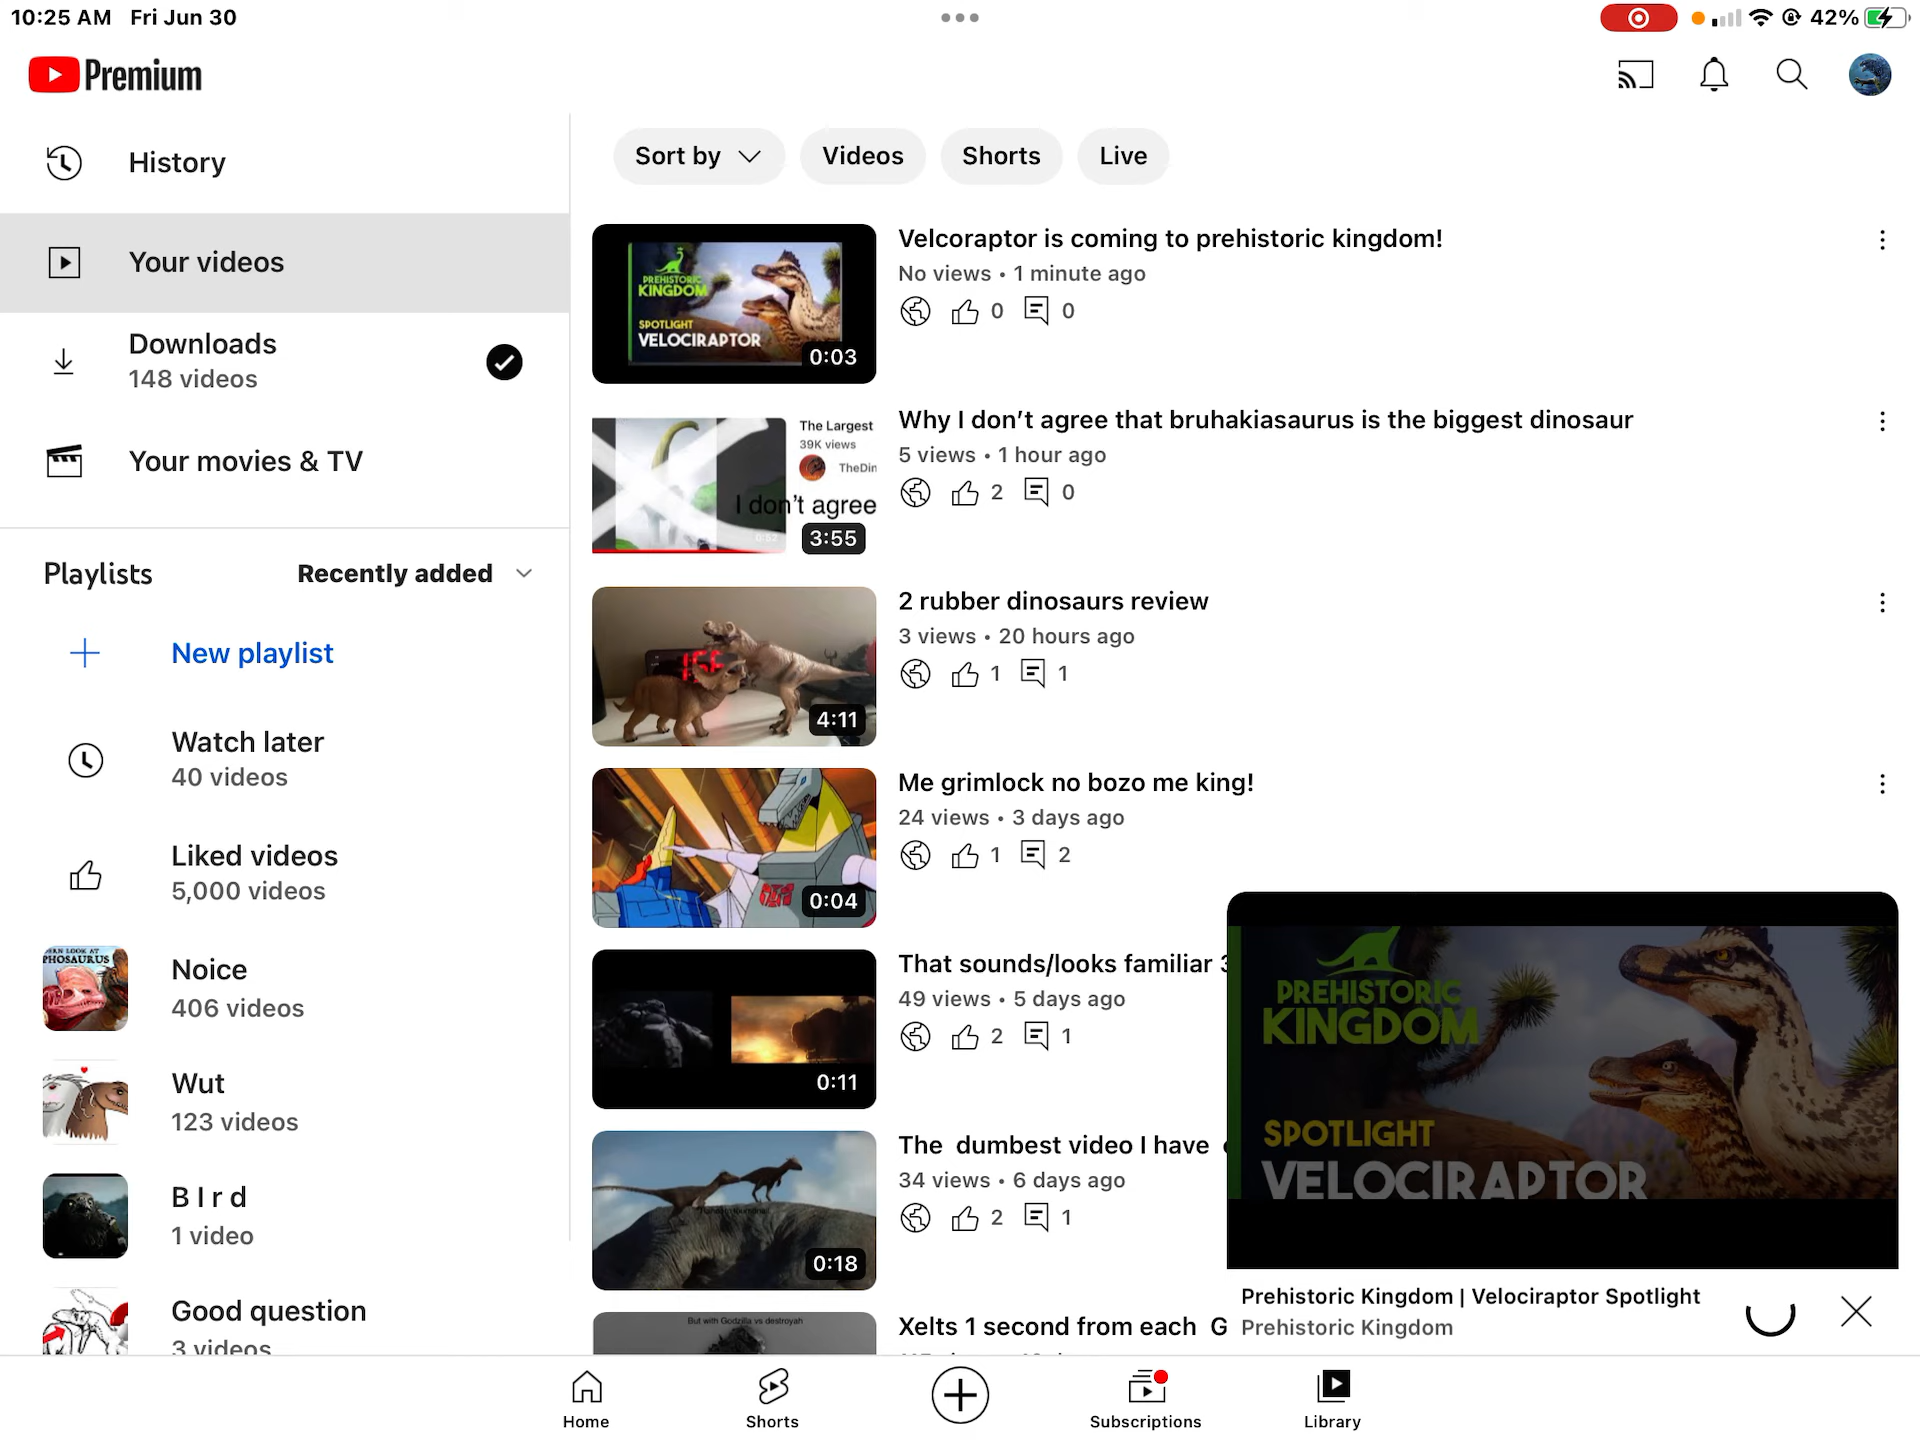 10:25 AM Fri Jun 30
42%
Premium
History
Your videos
Downloads
148 videos
Your movies & TV
Playlists
Recently added
New playlist
Watch later
40 videos
Liked videos
5,000 videos
PHOSAURUS
Noice
406 videos
Wut
123 videos
B I r d
1 video
Good question
3 videos
Sort by
Videos
Shorts
Live
PREHISTORIC
KINGDOM
SPOTLIGHT
VELOCIRAPTOR
0:03
Velcoraptor is coming to prehistoric kingdom!
No views • 1 minute ago
0
0
The Largest
39K views
TheDin
I don't agree
3:55
Why I don’t agree that bruhakiasaurus is the biggest dinosaur
5 views • 1 hour ago
2
0
4:11
2 rubber dinosaurs review
3 views • 20 hours ago
1
1
0:04
Me grimlock no bozo me king!
24 views • 3 days ago
1
2
0:11
That sounds/looks familiar 3
49 views • 5 days ago
2
1
0:18
The dumbest video I have
34 views • 6 days ago
2
1
But with Godzilla vs destroyah
Xelts 1 second from each G
PREHISTORIC
KINGDOM
SPOTLIGHT
VELOCIRAPTOR
Prehistoric Kingdom | Velociraptor Spotlight
Prehistoric Kingdom
Home
Shorts
Subscriptions
Library